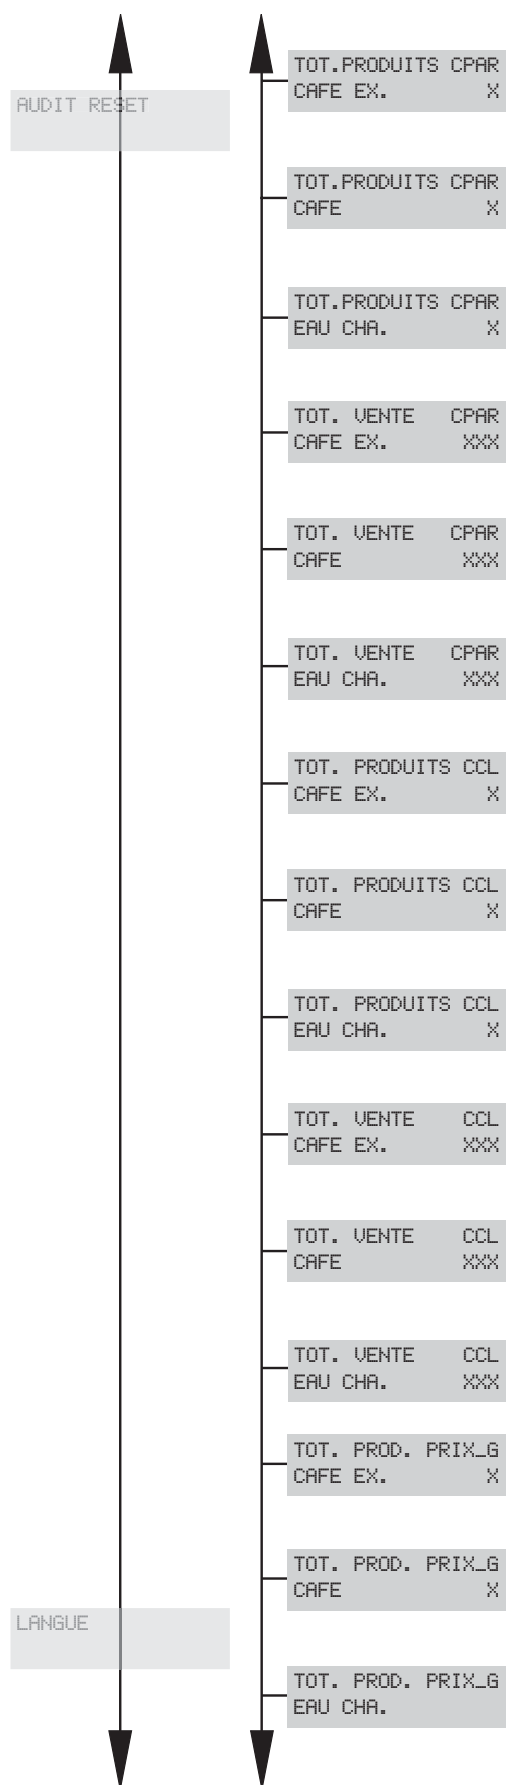 TOT.PRODUITS CPAR
CAFE EX. X
AUDIT RESET
TOT.PRODUITS CPAR
CAFE X
TOT.PRODUITS CPAR
EAU CHA. X
TOT. VENTE CPAR
CAFE EX. XXX
TOT. VENTE CPAR
CAFE XXX
TOT. VENTE CPAR
EAU CHA. XXX
TOT. PRODUITS CCL
CAFE EX. X
TOT. PRODUITS CCL
CAFE X
TOT. PRODUITS CCL
EAU CHA. X
TOT. VENTE CCL
CAFE EX. XXX
TOT. VENTE CCL
CAFE XXX
TOT. VENTE CCL
EAU CHA. XXX
TOT. PROD. PRIX_G
CAFE EX. X
TOT. PROD. PRIX_G
CAFE X
LANGUE
TOT. PROD. PRIX_G
EAU CHA.